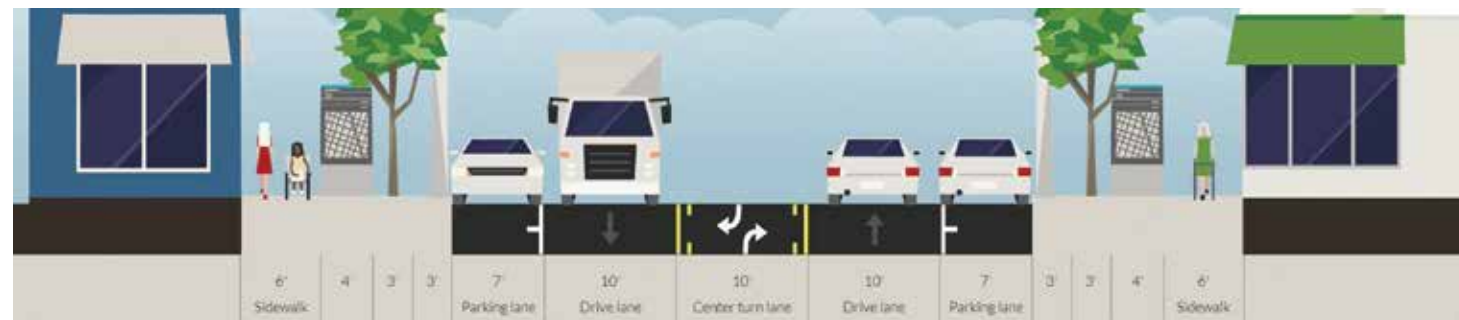 6' 4' 3' 3' 7' 10' 10' 10' 7' 3' 3' 4' 6'
Sidewalk Parking lane Drive lane Center turn lane Drive lane Parking lane Sidewalk